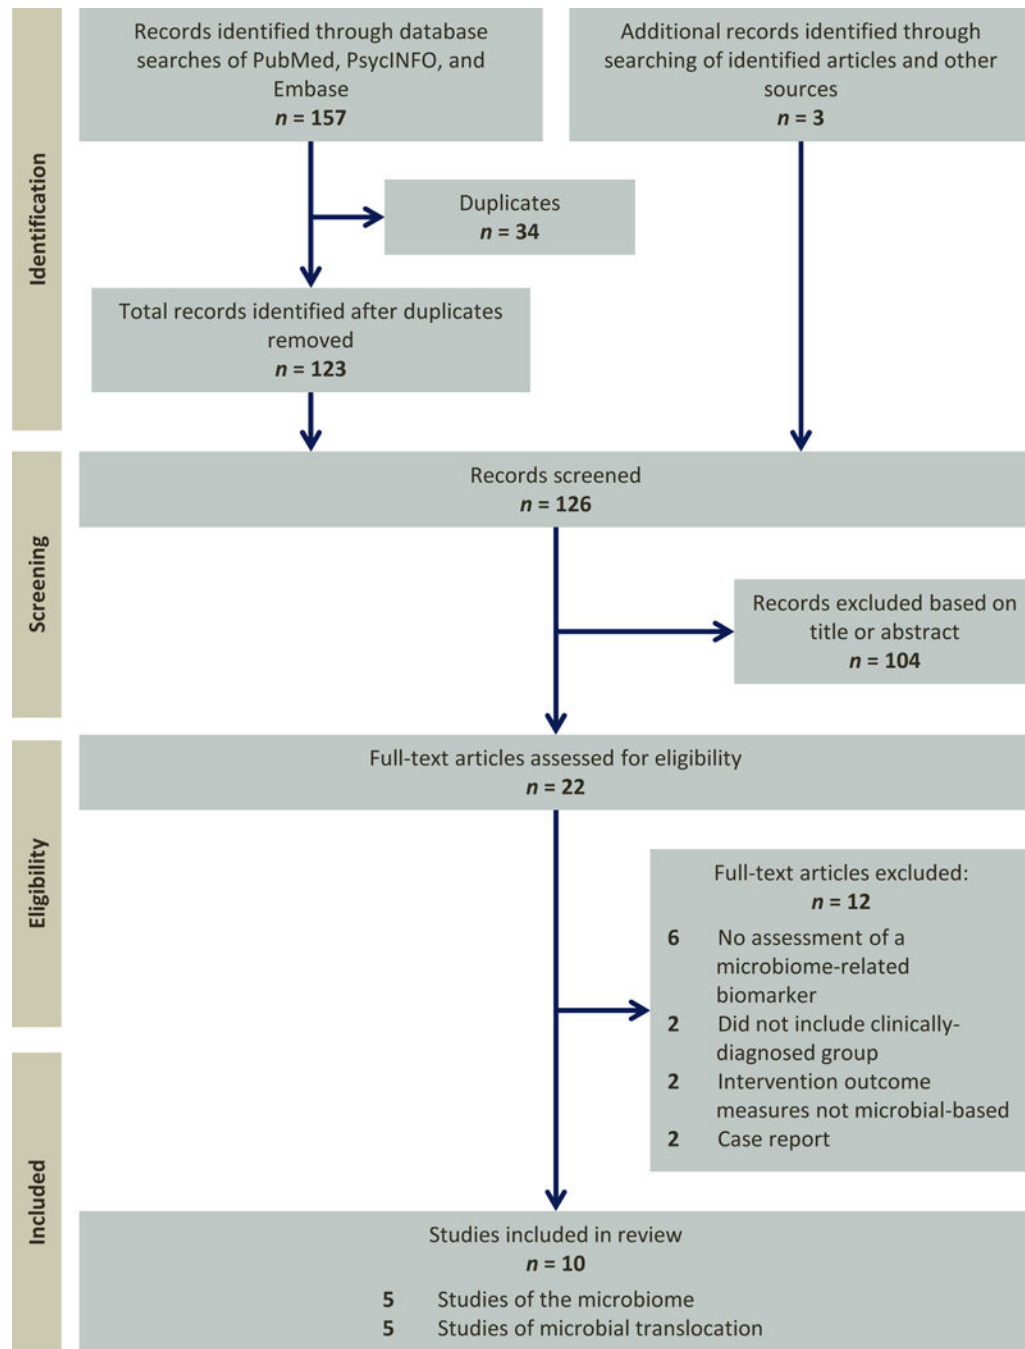 Records identified through database
searches of PubMed, PsycINFO, and
Embase
n = 157
Additional records identified through
searching of identified articles and other
sources
n = 3
Identification
Duplicates
n = 34
Total records identified after duplicates
removed
n = 123
Screening
Records screened
n = 126
Records excluded based on
title or abstract
n = 104
Eligibility
Full-text articles assessed for eligibility
n = 22
Full-text articles excluded:
n = 12
6 No assessment of a
microbiome-related
biomarker
2 Did not include clinically-
diagnosed group
2 Intervention outcome
measures not microbial-based
2 Case report
Included
Studies included in review
n = 10
5 Studies of the microbiome
5 Studies of microbial translocation